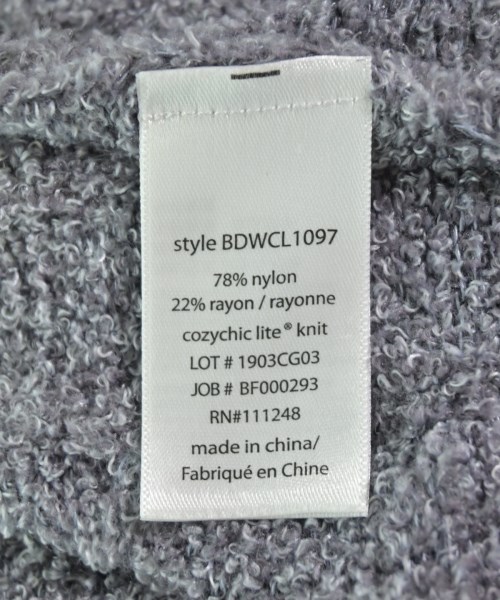 style BDWCL1097
78% nylon
22% rayon / rayonne
cozychic lite® knit
LOT # 1903CG03
JOB # BF000293
RN#111248
made in china/
Fabriqué en Chine